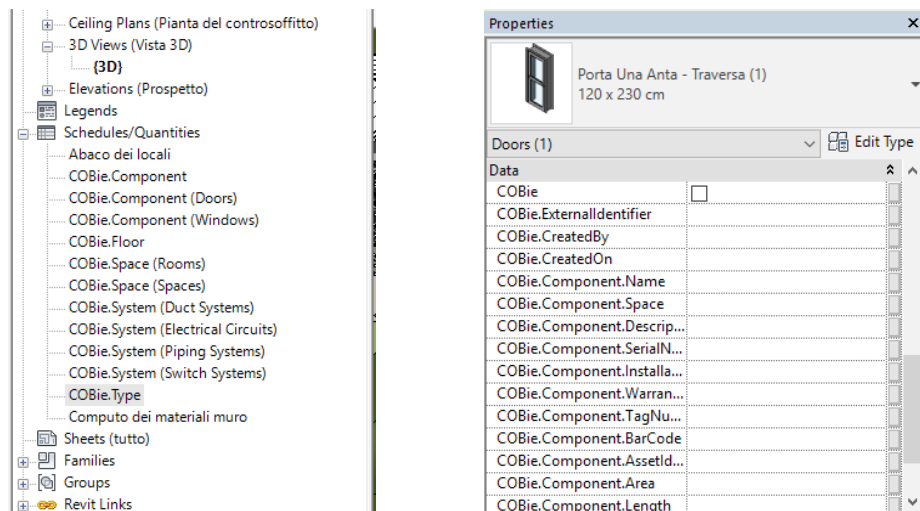 Ceiling Plans (Pianta del controsoffitto)
3D Views (Vista 3D)
{3D}
Elevations (Prospetto)
Legends
Schedules/Quantities
Abaco dei locali
COBie.Component
COBie.Component (Doors)
COBie.Component (Windows)
COBie.Floor
COBie.Space (Rooms)
COBie.Space (Spaces)
COBie.System (Duct Systems)
COBie.System (Electrical Circuits)
COBie.System (Piping Systems)
COBie.System (Switch Systems)
COBie.Type
Computo dei materiali muro
Sheets (tutto)
Families
Groups
Revit Links
Properties
Porta Una Anta - Traversa (1)
120 x 230 cm
Doors (1)
Edit Type
Data
COBie
COBie.ExternalIdentifier
COBie.CreatedBy
COBie.CreatedOn
COBie.Component.Name
COBie.Component.Space
COBie.Component.Descrip...
COBie.Component.SerialN...
COBie.Component.Installa...
COBie.Component.Warran...
COBie.Component.TagNu...
COBie.Component.BarCode
COBie.Component.AssetId...
COBie.Component.Area
COBie.Component.Length